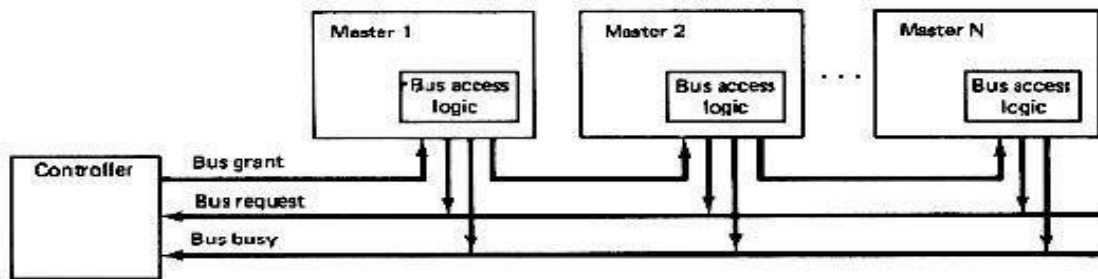 Master 1
Master 2
Master N
Bus access
logic
Bus access
logic
. . .
Bus access
logic
Controller
Bus grant
Bus request
Bus busy